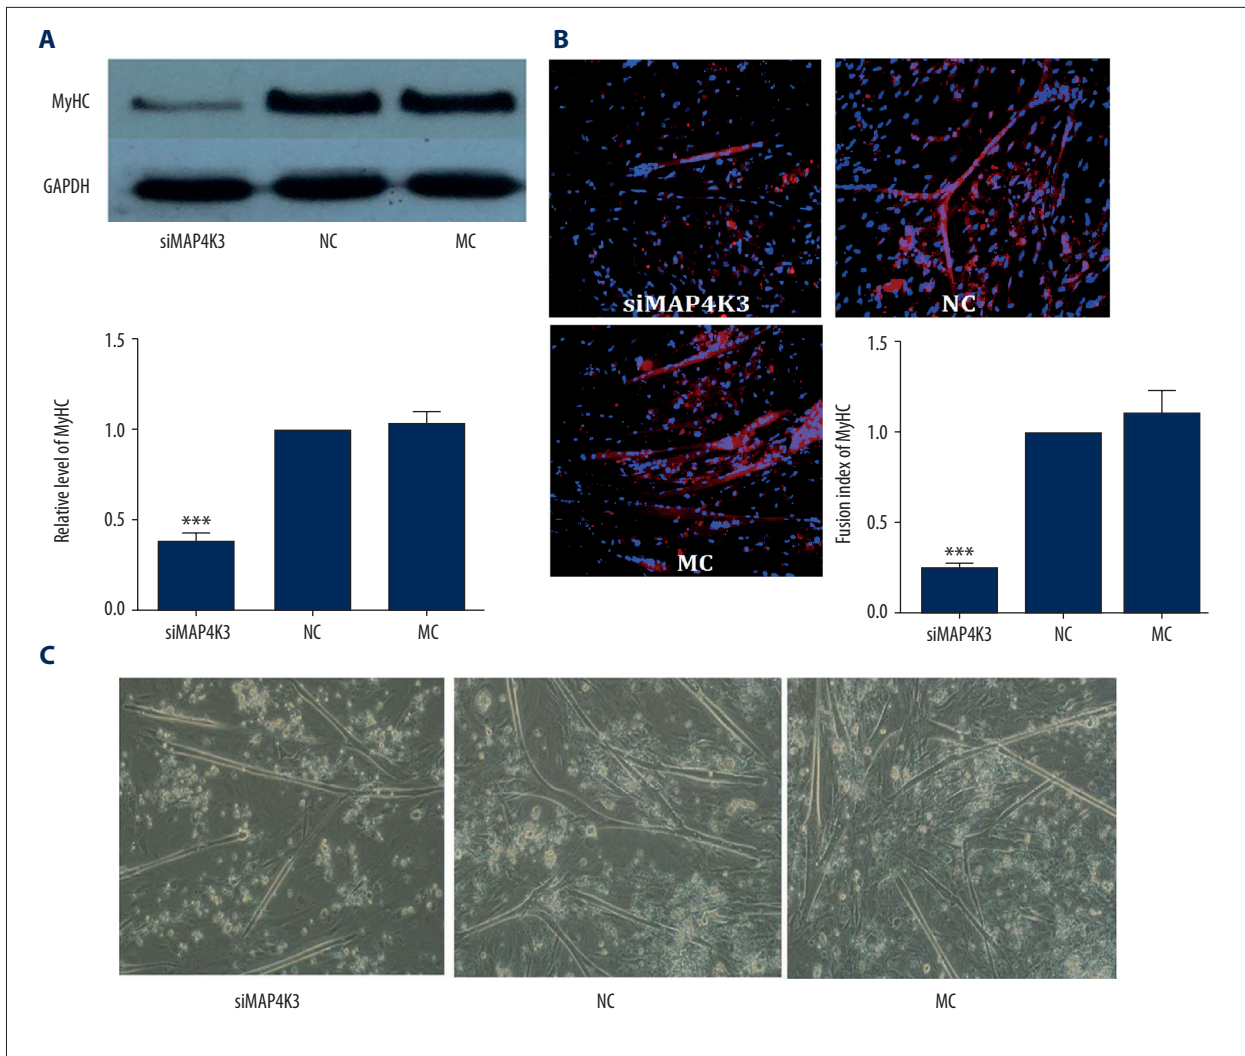 A
MyHC
GAPDH
siMAP4K3 NC MC
Relative level of MyHC
1.5
1.0
0.5
0.0
***
siMAP4K3 NC MC
B
siMAP4K3
NC
MC
Fusion index of MyHC
1.5
1.0
0.5
0.0
***
siMAP4K3 NC MC
C
siMAP4K3 NC MC